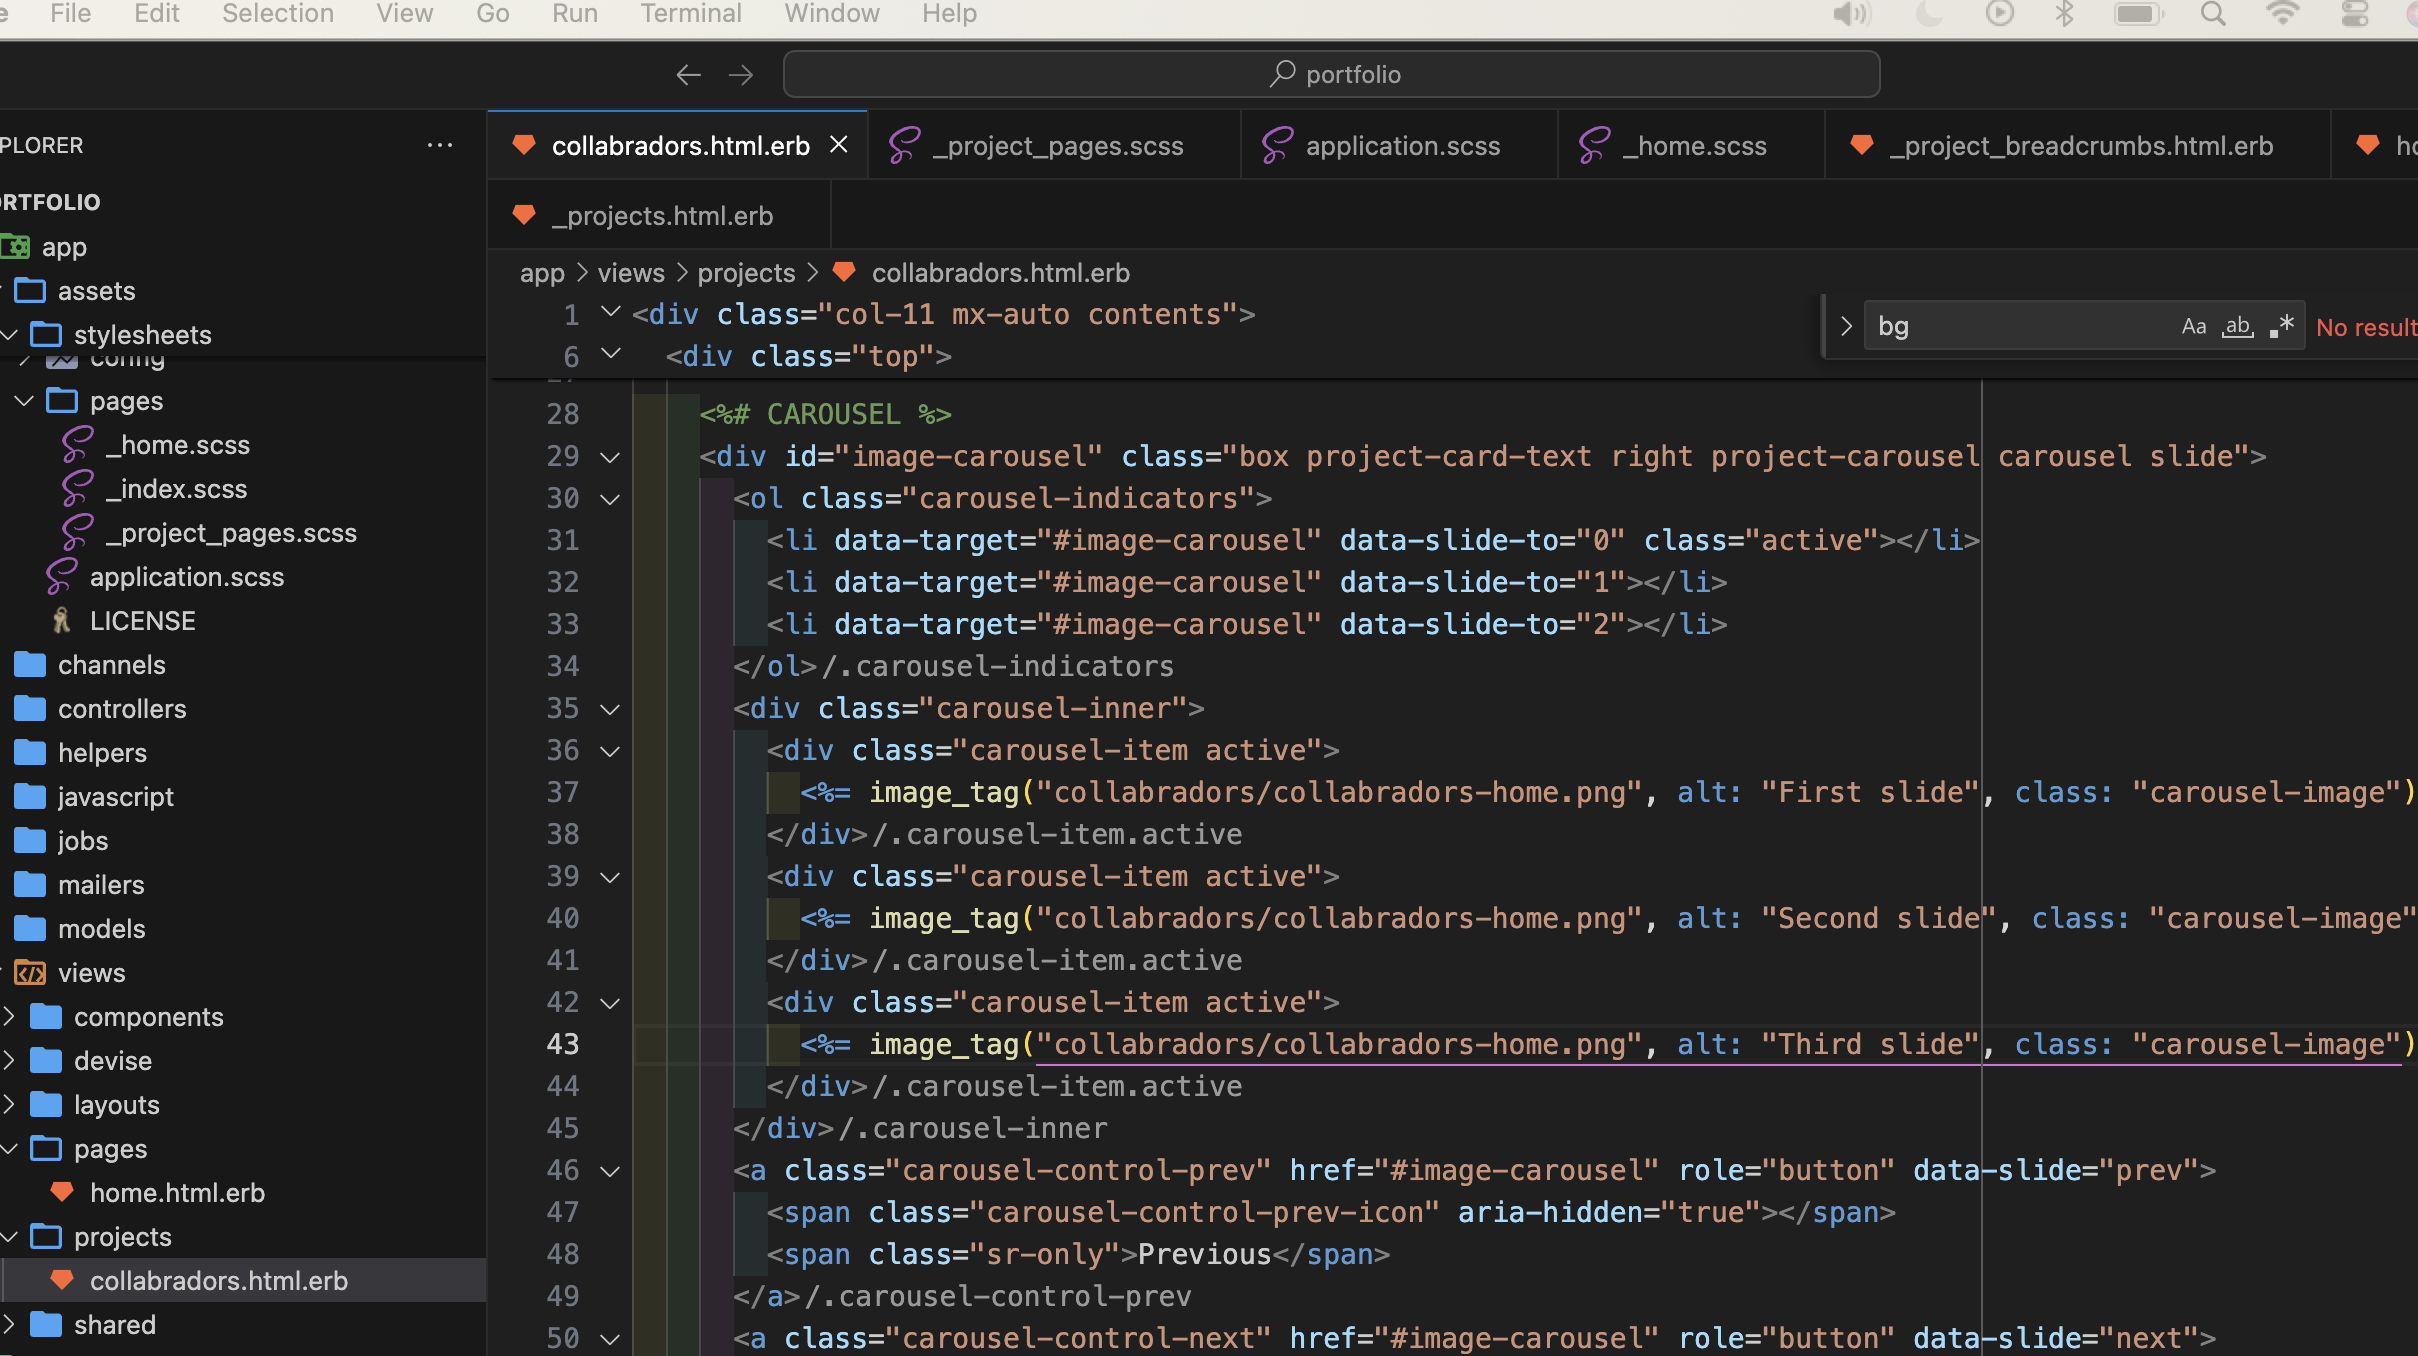 File Edit Selection View Go Run Terminal Window Help
portfolio
PLORER
collabradors.html.erb
_project_pages.scss
application.scss
_home.scss
_project_breadcrumbs.html.erb
_projects.html.erb
ORTFOLIO
app
assets
stylesheets
config
pages
_home.scss
_index.scss
_project_pages.scss
application.scss
LICENSE
channels
controllers
helpers
javascript
jobs
mailers
models
views
components
devise
layouts
pages
home.html.erb
projects
collabradors.html.erb
shared
app > views > projects > collabradors.html.erb
bg Aa ab .* No result
1 <div class="col-11 mx-auto contents">
6 <div class="top">
28 <%# CAROUSEL %>
29 <div id="image-carousel" class="box project-card-text right project-carousel carousel slide">
30 <ol class="carousel-indicators">
31 <li data-target="#image-carousel" data-slide-to="0" class="active"></li>
32 <li data-target="#image-carousel" data-slide-to="1"></li>
33 <li data-target="#image-carousel" data-slide-to="2"></li>
34 </ol>/.carousel-indicators
35 <div class="carousel-inner">
36 <div class="carousel-item active">
37 <%= image_tag("collabradors/collabradors-home.png", alt: "First slide", class: "carousel-image")
38 </div>/.carousel-item.active
39 <div class="carousel-item active">
40 <%= image_tag("collabradors/collabradors-home.png", alt: "Second slide", class: "carousel-image"
41 </div>/.carousel-item.active
42 <div class="carousel-item active">
43 <%= image_tag("collabradors/collabradors-home.png", alt: "Third slide", class: "carousel-image")
44 </div>/.carousel-item.active
45 </div>/.carousel-inner
46 <a class="carousel-control-prev" href="#image-carousel" role="button" data-slide="prev">
47 <span class="carousel-control-prev-icon" aria-hidden="true"></span>
48 <span class="sr-only">Previous</span>
49 </a>/.carousel-control-prev
50 <a class="carousel-control-next" href="#image-carousel" role="button" data-slide="next">